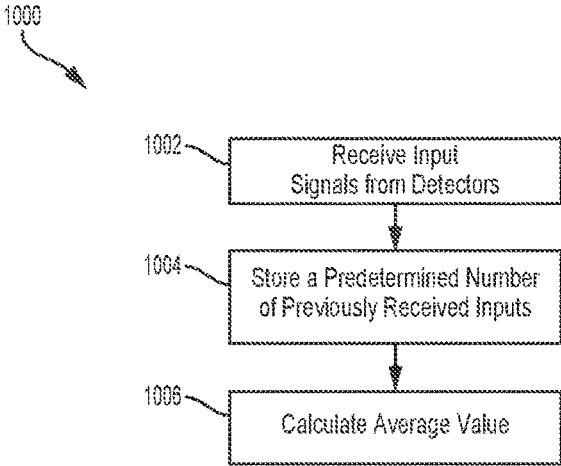 1000
1002
Receive Input
Signals from Detectors
1004
Store a Predetermined Number
of Previously Received Inputs
1006
Calculate Average Value